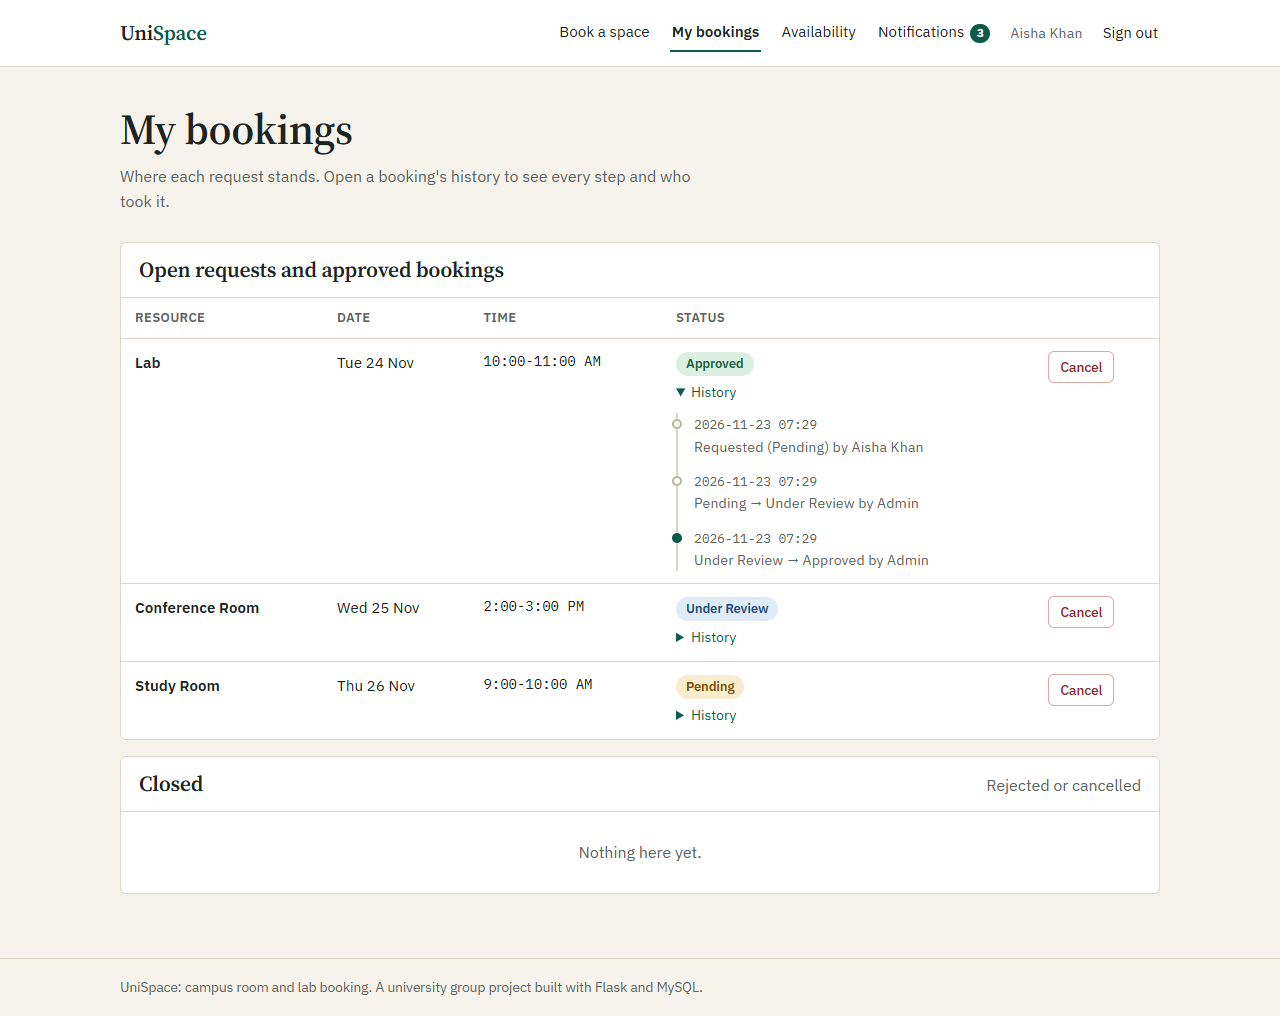 UniSpace
Book a space My bookings Availability Notifications 3 Aisha Khan Sign out
My bookings
Where each request stands. Open a booking's history to see every step and who
took it.
Open requests and approved bookings
RESOURCE DATE TIME STATUS
Lab Tue 24 Nov 10:00-11:00 AM Approved Cancel
▼ History
2026-11-23 07:29
Requested (Pending) by Aisha Khan
2026-11-23 07:29
Pending → Under Review by Admin
2026-11-23 07:29
Under Review → Approved by Admin
Conference Room Wed 25 Nov 2:00-3:00 PM Under Review Cancel
▶ History
Study Room Thu 26 Nov 9:00-10:00 AM Pending Cancel
▶ History
Closed Rejected or cancelled
Nothing here yet.
UniSpace: campus room and lab booking. A university group project built with Flask and MySQL.